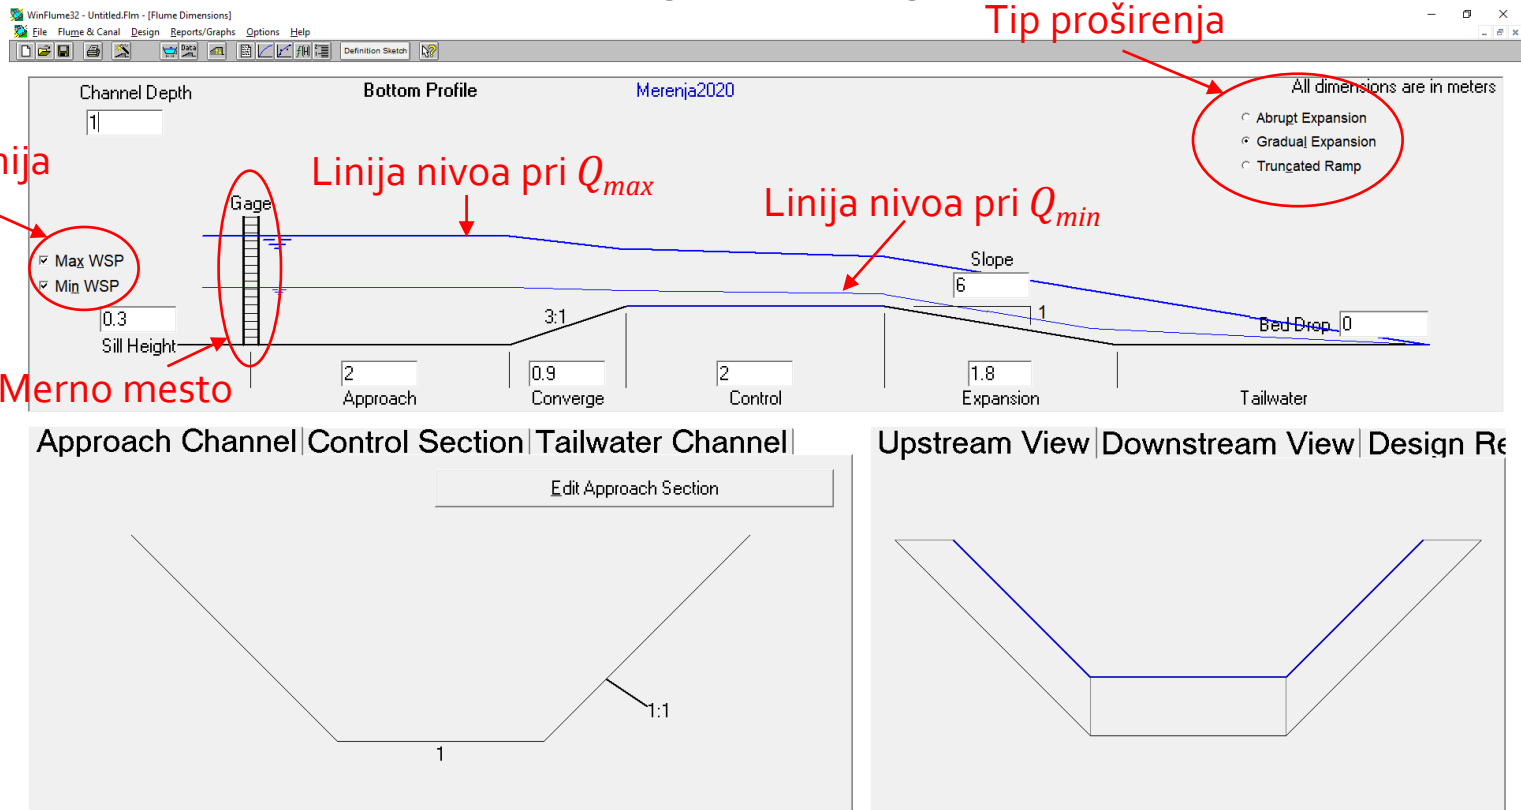 Tip proširenja
WinFlume32 - Untitled.Flm - [Flume Dimensions]
File Flume & Canal Design Reports/Graphs Options Help
Data
Definition Sketch
Channel Depth
Bottom Profile
Merenja2020
All dimensions are in meters
1
Abrupt Expansion
Gradual Expansion
Truncated Ramp
Linija nivoa pri Qmax
Linija nivoa pri Qmin
Gage
Max WSP
Min WSP
Slope
6
0.3
3:1
1
Bed Drop 0
Sill Height
2
0.9
2
1.8
Merno mesto
Approach
Converge
Control
Expansion
Tailwater
Approach Channel Control Section Tailwater Channel
Upstream View Downstream View Design
Edit Approach Section
1:1
1